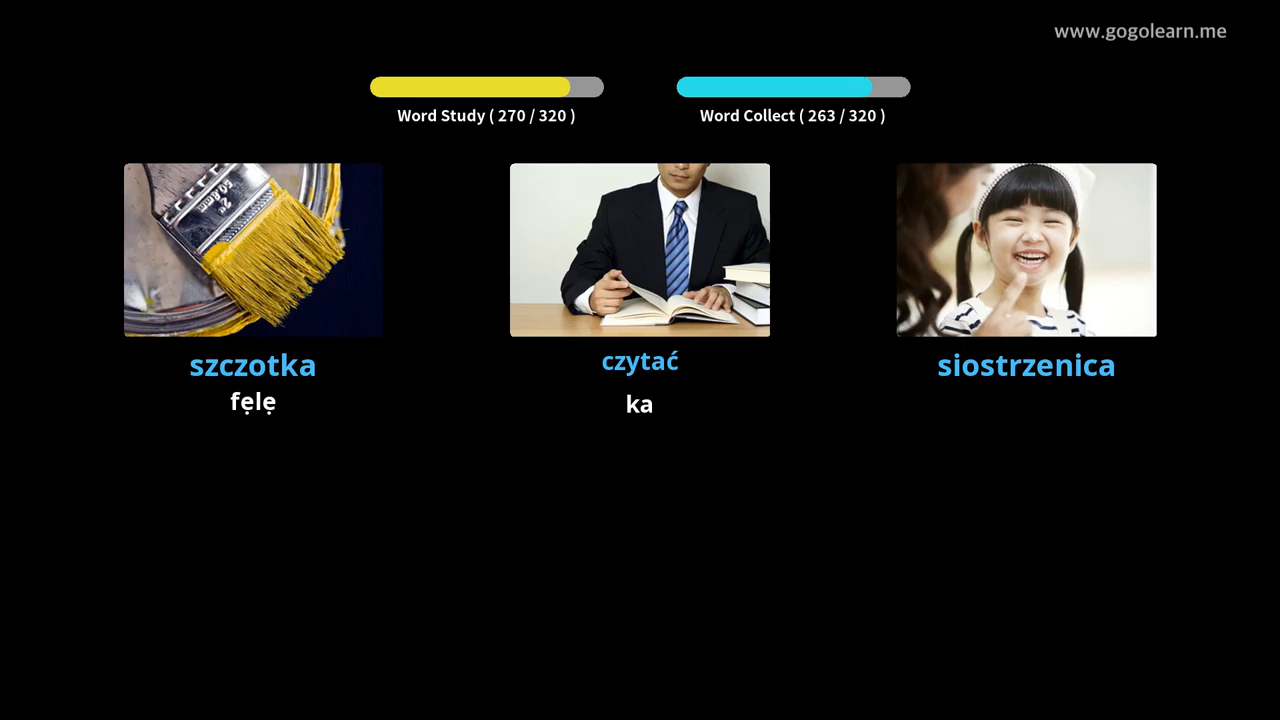 www.gogolearn.me
Word Study ( 270 / 320 )
Word Collect ( 263 / 320 )
szczotka
fẹlẹ
czytać
ka
siostrzenica